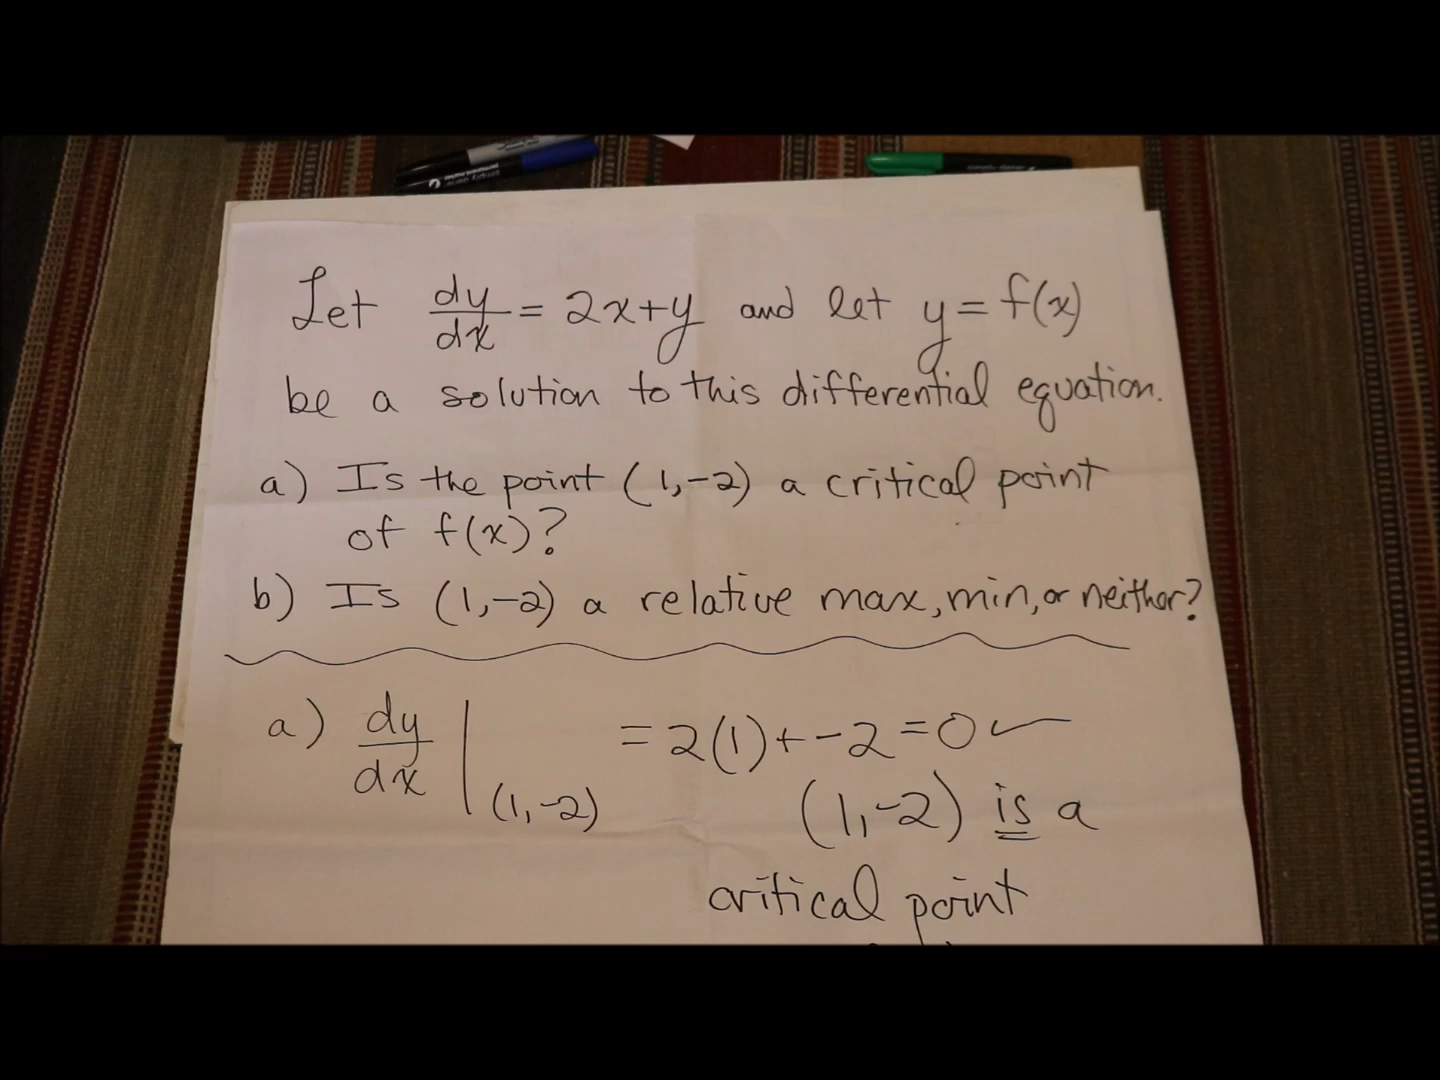 Let dy/dx = 2x+y and let y = f(x)
be a solution to this differential equation.
a) Is the point (1,-2) a critical point
of f(x)?
b) Is (1,-2) a relative max, min, or neither?
a) dy/dx |(1,-2) = 2(1)+-2=0 ✓
(1,-2) is a
critical point